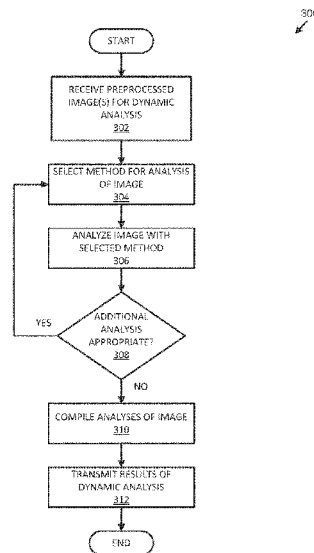 300
START
RECEIVE PREPROCESSED
IMAGE(S) FOR DYNAMIC
ANALYSIS
302
SELECT METHOD FOR ANALYSIS
OF IMAGE
304
ANALYZE IMAGE WITH
SELECTED METHOD
306
ADDITIONAL
ANALYSIS
APPROPRIATE?
308
YES
NO
COMPILE ANALYSES OF IMAGE
310
TRANSMIT RESULTS OF
DYNAMIC ANALYSIS
312
END